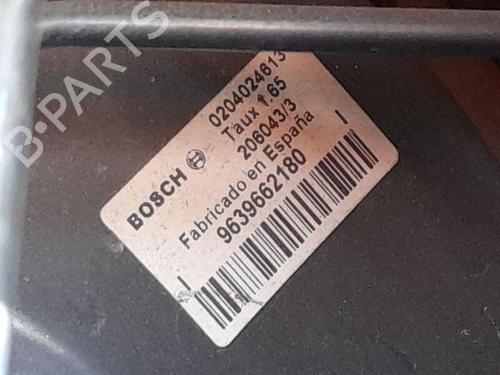 B-PARTS
BOSCH
0204024613
Taux 1.65
206043/3
Fabricado en España
9639662180
I I